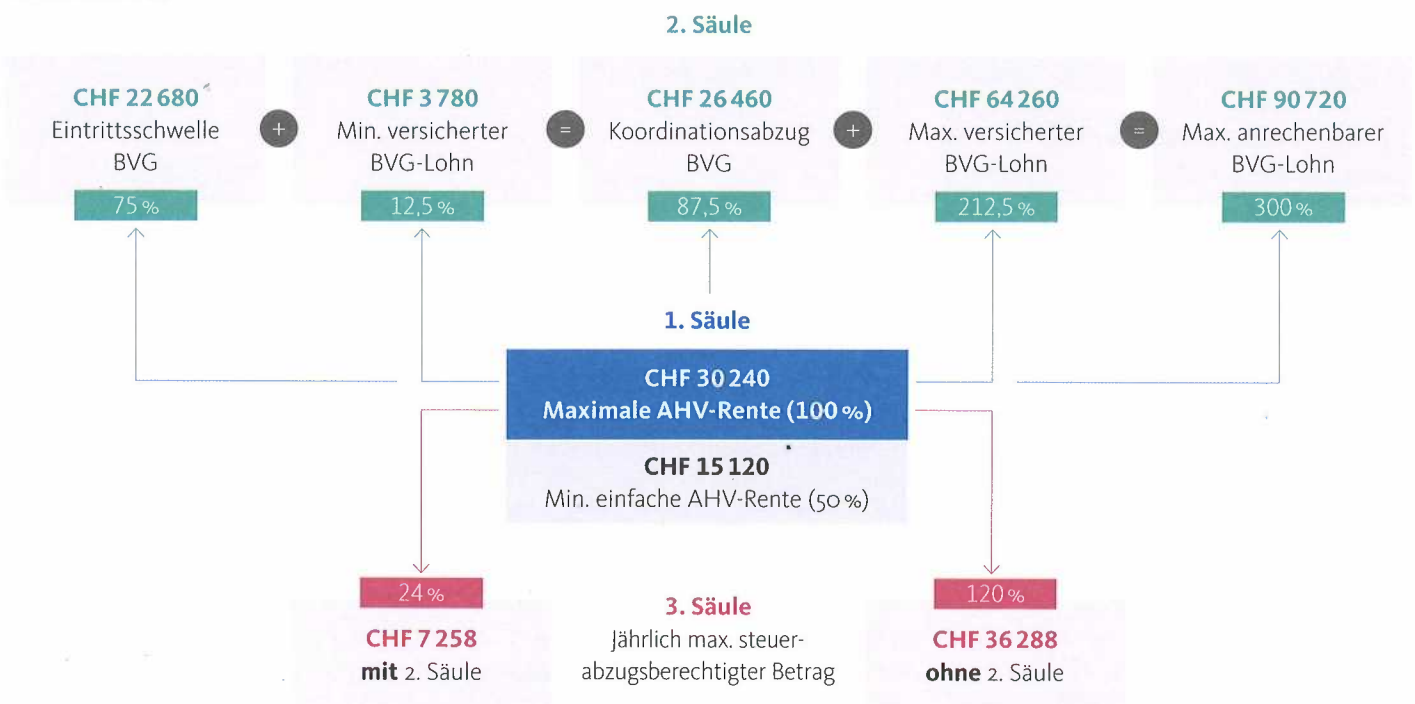 2. Säule
CHF 22 680
Eintrittsschwelle
BVG
75 %
+
CHF 3 780
Min. versicherter
BVG-Lohn
12,5 %
=
CHF 26 460
Koordinationsabzug
BVG
87,5 %
+
CHF 64 260
Max. versicherter
BVG-Lohn
212,5 %
=
CHF 90 720
Max. anrechenbarer
BVG-Lohn
300 %
1. Säule
CHF 30 240
Maximale AHV-Rente (100 %)
CHF 15 120
Min. einfache AHV-Rente (50 %)
24 %
CHF 7 258
mit 2. Säule
3. Säule
Jährlich max. steuer-
abzugsberechtigter Betrag
120 %
CHF 36 288
ohne 2. Säule